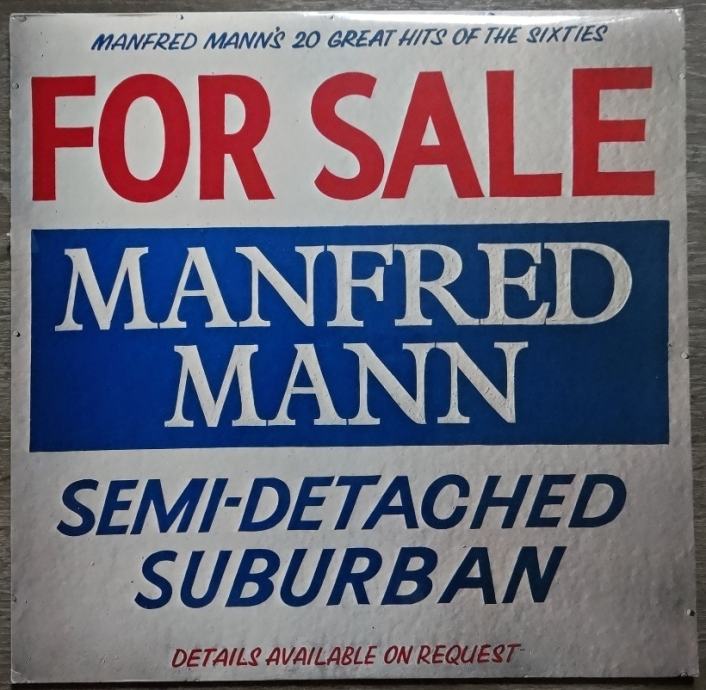 MANFRED MANN'S 20 GREAT HITS OF THE SIXTIES
FOR SALE
MANFRED
MANN
SEMI-DETACHED
SUBURBAN
DETAILS AVAILABLE ON REQUEST